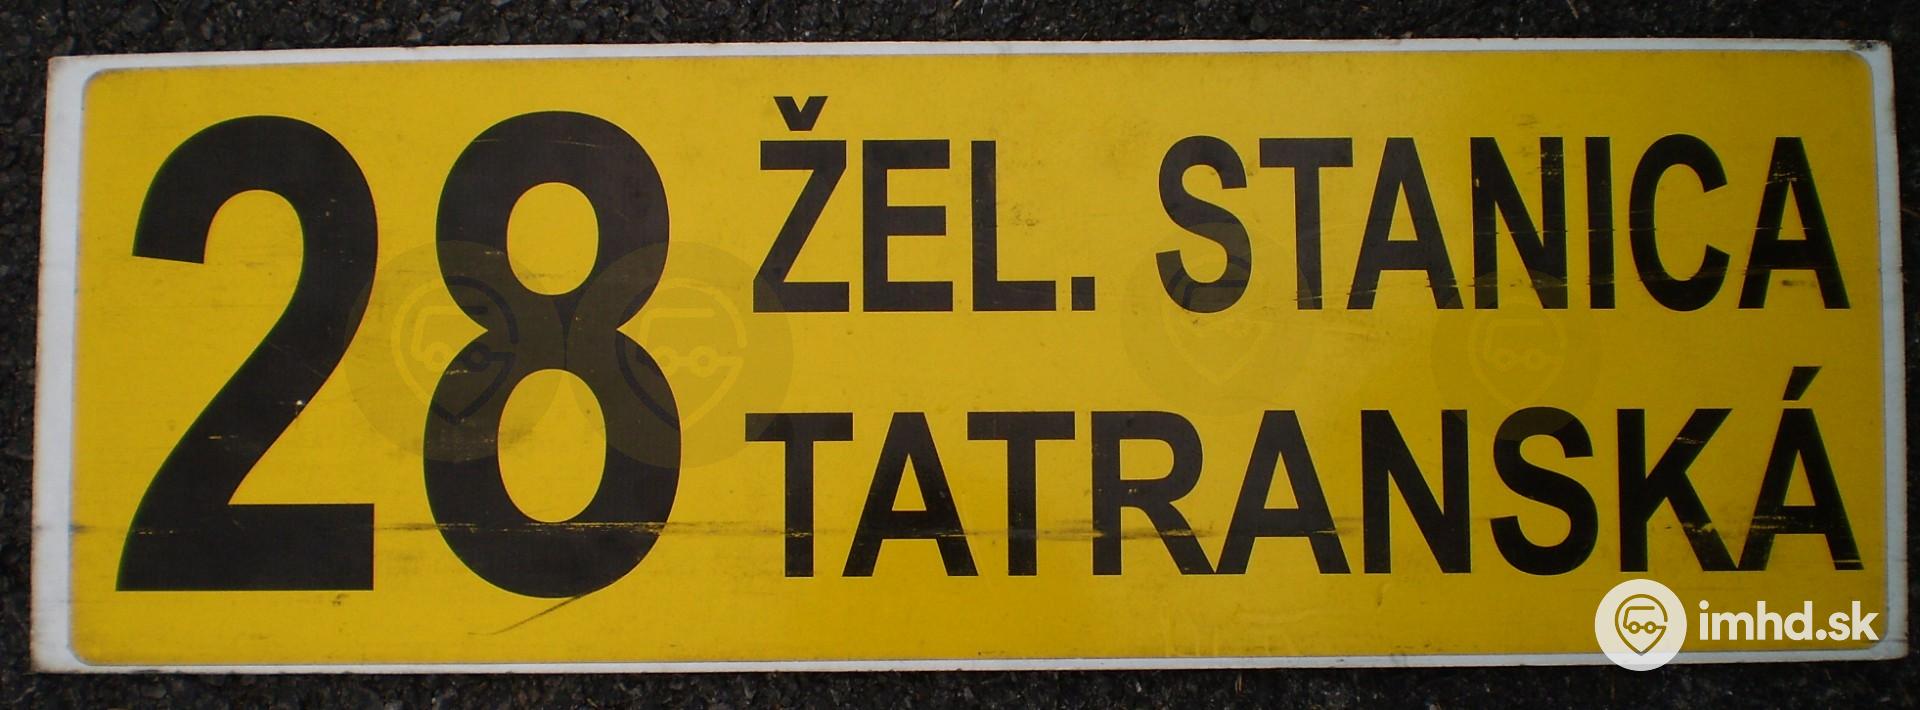 28 ŽEL. STANICA
TATRANSKÁ
imhd.sk